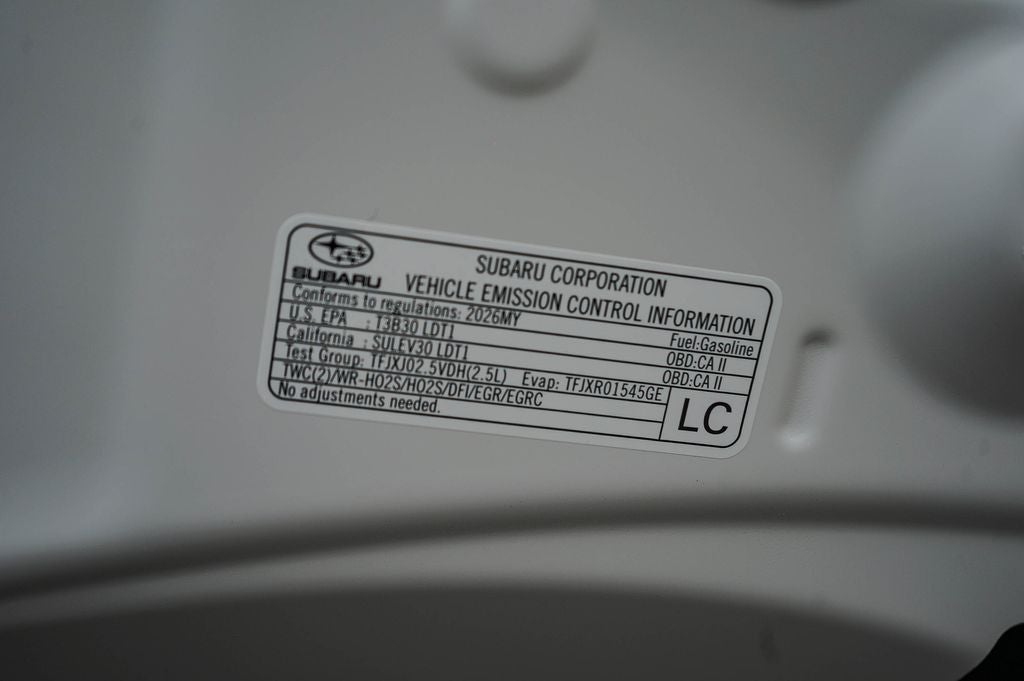 SUBARU
SUBARU CORPORATION
VEHICLE EMISSION CONTROL INFORMATION
Conforms to regulations: 2026MY Fuel:Gasoline
U.S. EPA : T3B30 LDT1 OBD:CA II
California : SULEV30 LDT1 OBD:CA II
Test Group: TFJXJ02.5VDH(2.5L) Evap: TFJXR01545GE
TWC(2)/WR-HO2S/HO2S/DFI/EGR/EGRC
No adjustments needed.
LC